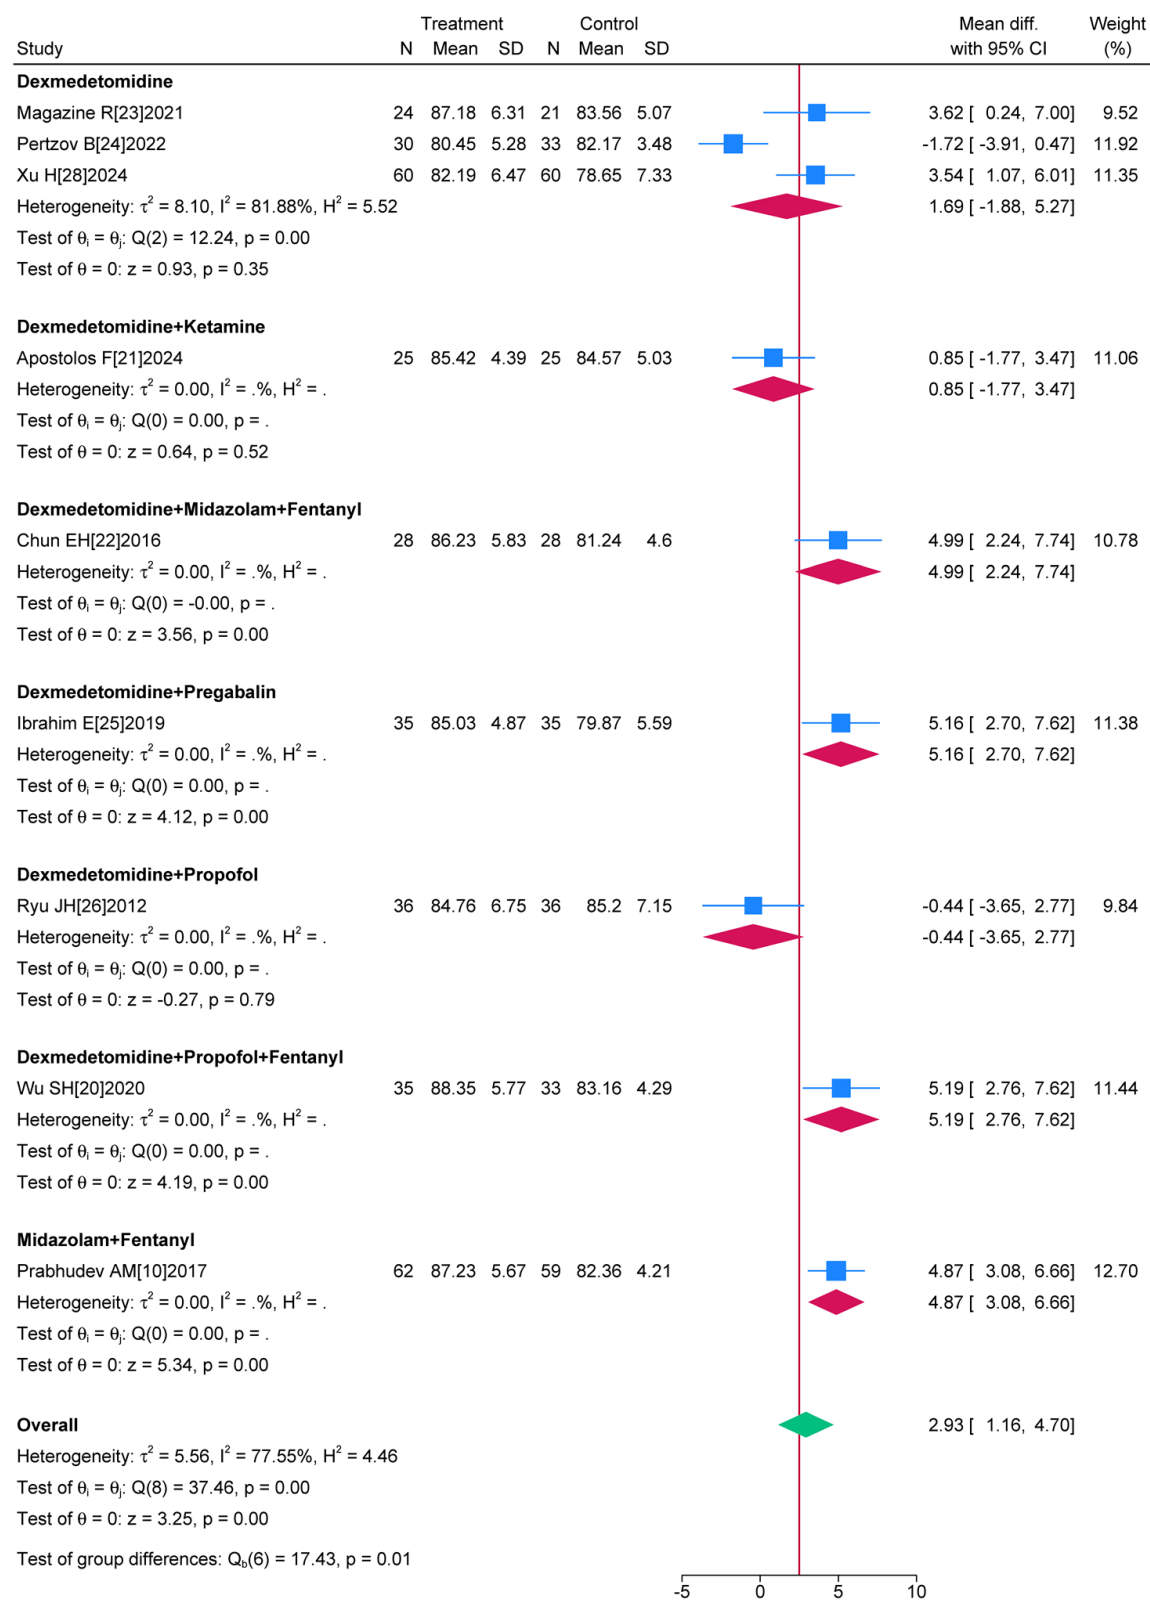 Treatment Control Mean diff. Weight
Study N Mean SD N Mean SD with 95% CI (%)
Dexmedetomidine
Magazine R[23]2021 24 87.18 6.31 21 83.56 5.07 3.62 [ 0.24, 7.00] 9.52
Pertzov B[24]2022 30 80.45 5.28 33 82.17 3.48 -1.72 [ -3.91, 0.47] 11.92
Xu H[28]2024 60 82.19 6.47 60 78.65 7.33 3.54 [ 1.07, 6.01] 11.35
Heterogeneity: τ² = 8.10, I² = 81.88%, H² = 5.52 1.69 [ -1.88, 5.27]
Test of θᵢ = θⱼ: Q(2) = 12.24, p = 0.00
Test of θ = 0: z = 0.93, p = 0.35
Dexmedetomidine+Ketamine
Apostolos F[21]2024 25 85.42 4.39 25 84.57 5.03 0.85 [ -1.77, 3.47] 11.06
Heterogeneity: τ² = 0.00, I² = .%, H² = . 0.85 [ -1.77, 3.47]
Test of θᵢ = θⱼ: Q(0) = 0.00, p = .
Test of θ = 0: z = 0.64, p = 0.52
Dexmedetomidine+Midazolam+Fentanyl
Chun EH[22]2016 28 86.23 5.83 28 81.24 4.6 4.99 [ 2.24, 7.74] 10.78
Heterogeneity: τ² = 0.00, I² = .%, H² = . 4.99 [ 2.24, 7.74]
Test of θᵢ = θⱼ: Q(0) = -0.00, p = .
Test of θ = 0: z = 3.56, p = 0.00
Dexmedetomidine+Pregabalin
Ibrahim E[25]2019 35 85.03 4.87 35 79.87 5.59 5.16 [ 2.70, 7.62] 11.38
Heterogeneity: τ² = 0.00, I² = .%, H² = . 5.16 [ 2.70, 7.62]
Test of θᵢ = θⱼ: Q(0) = 0.00, p = .
Test of θ = 0: z = 4.12, p = 0.00
Dexmedetomidine+Propofol
Ryu JH[26]2012 36 84.76 6.75 36 85.2 7.15 -0.44 [ -3.65, 2.77] 9.84
Heterogeneity: τ² = 0.00, I² = .%, H² = . -0.44 [ -3.65, 2.77]
Test of θᵢ = θⱼ: Q(0) = 0.00, p = .
Test of θ = 0: z = -0.27, p = 0.79
Dexmedetomidine+Propofol+Fentanyl
Wu SH[20]2020 35 88.35 5.77 33 83.16 4.29 5.19 [ 2.76, 7.62] 11.44
Heterogeneity: τ² = 0.00, I² = .%, H² = . 5.19 [ 2.76, 7.62]
Test of θᵢ = θⱼ: Q(0) = 0.00, p = .
Test of θ = 0: z = 4.19, p = 0.00
Midazolam+Fentanyl
Prabhudev AM[10]2017 62 87.23 5.67 59 82.36 4.21 4.87 [ 3.08, 6.66] 12.70
Heterogeneity: τ² = 0.00, I² = .%, H² = . 4.87 [ 3.08, 6.66]
Test of θᵢ = θⱼ: Q(0) = 0.00, p = .
Test of θ = 0: z = 5.34, p = 0.00
Overall 2.93 [ 1.16, 4.70]
Heterogeneity: τ² = 5.56, I² = 77.55%, H² = 4.46
Test of θᵢ = θⱼ: Q(8) = 37.46, p = 0.00
Test of θ = 0: z = 3.25, p = 0.00
Test of group differences: Q_b(6) = 17.43, p = 0.01
-5 0 5 10